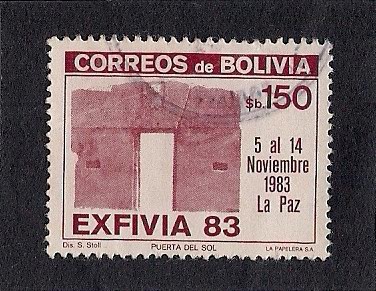 CORREOS de BOLIVIA
$b.150
5 al 14
Noviembre
1983
La Paz
EXFIVIA 83
Dis. S. Stoll
PUERTA DEL SOL
LA PAPELERA S.A.